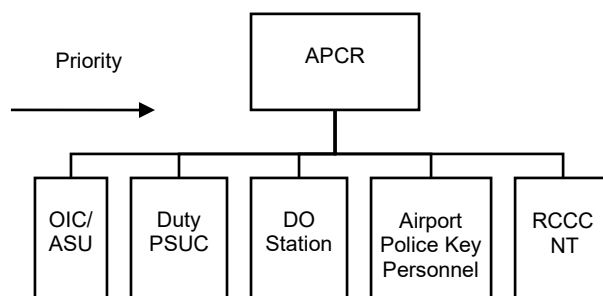 Priority
APCR
OIC/
ASU
Duty
PSUC
DO
Station
Airport
Police Key
Personnel
RCCC
NT